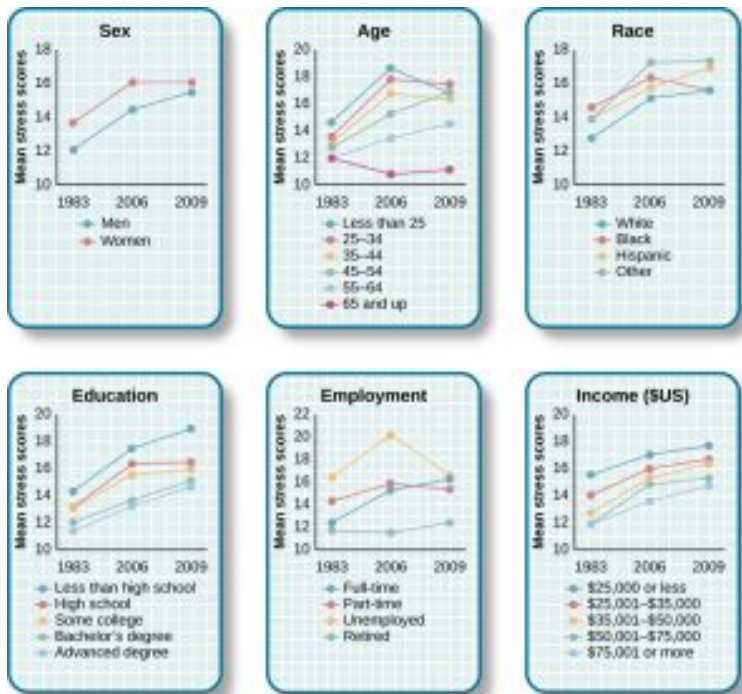 Sex
Mean stress scores
18
16
14
12
10
1983 2006 2009
Men
Women
Age
Mean stress scores
20
18
16
14
12
10
1983 2006 2009
Less than 25
25–34
35–44
45–54
55–64
65 and up
Race
Mean stress scores
18
16
14
12
10
1983 2006 2009
White
Black
Hispanic
Other
Education
Mean stress scores
20
18
16
14
12
10
1983 2006 2009
Less than high school
High school
Some college
Bachelor's degree
Advanced degree
Employment
Mean stress scores
22
20
18
16
14
12
10
1983 2006 2009
Full-time
Part-time
Unemployed
Retired
Income ($US)
Mean stress scores
20
18
16
14
12
10
1983 2006 2009
$25,000 or less
$25,001–$35,000
$35,001–$50,000
$50,001–$75,000
$75,001 or more